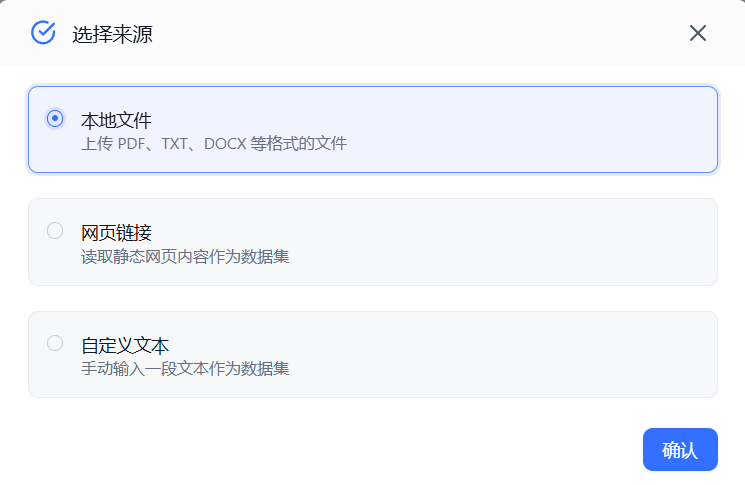 选择来源
本地文件
上传 PDF、TXT、DOCX 等格式的文件
网页链接
读取静态网页内容作为数据集
自定义文本
手动输入一段文本作为数据集
确认